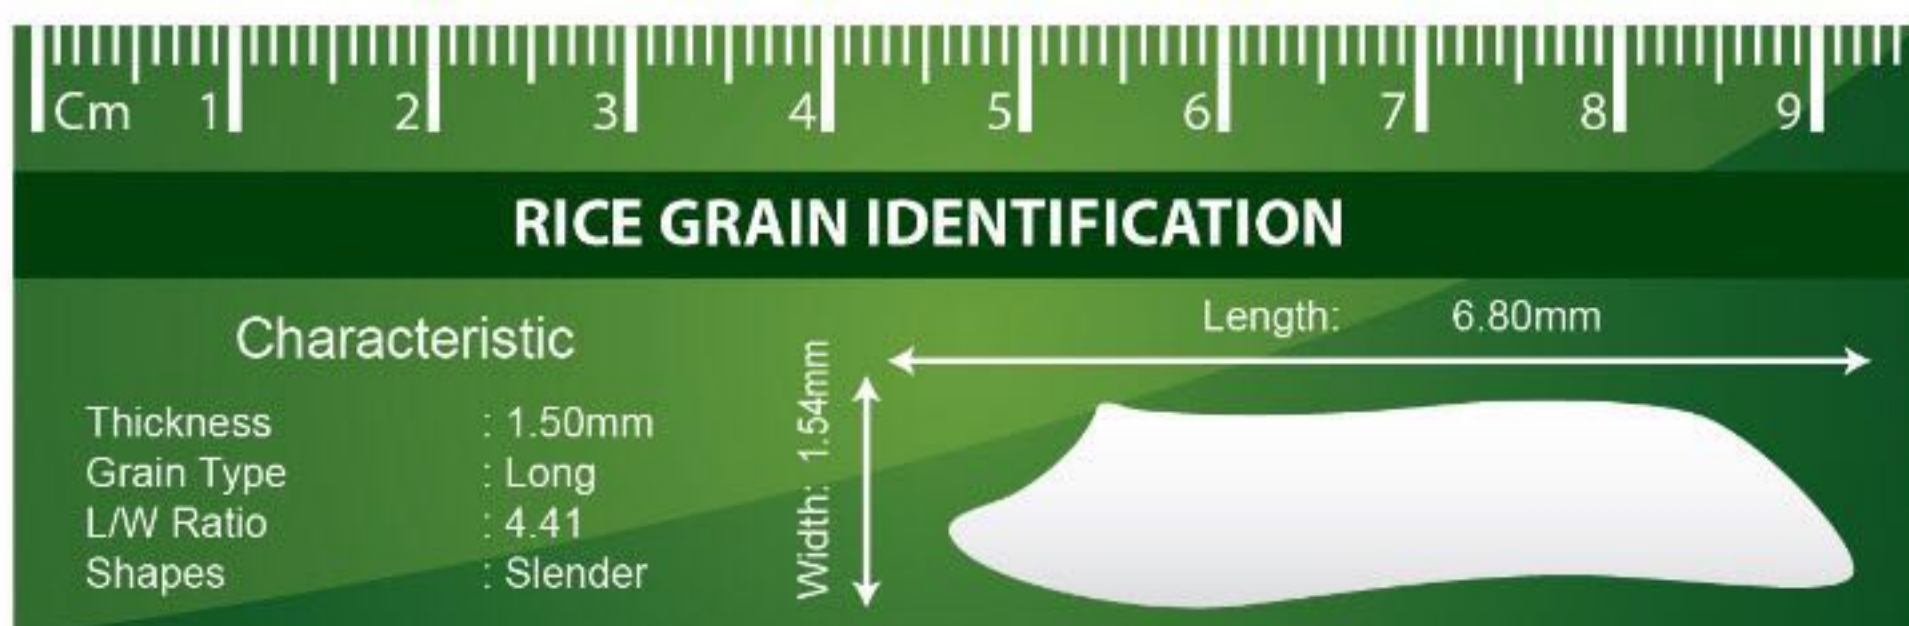 Cm 1 2 3 4 5 6 7 8 9
RICE GRAIN IDENTIFICATION
Characteristic
Thickness : 1.50mm
Grain Type : Long
L/W Ratio : 4.41
Shapes : Slender
Length: 6.80mm
Width: 1.54mm